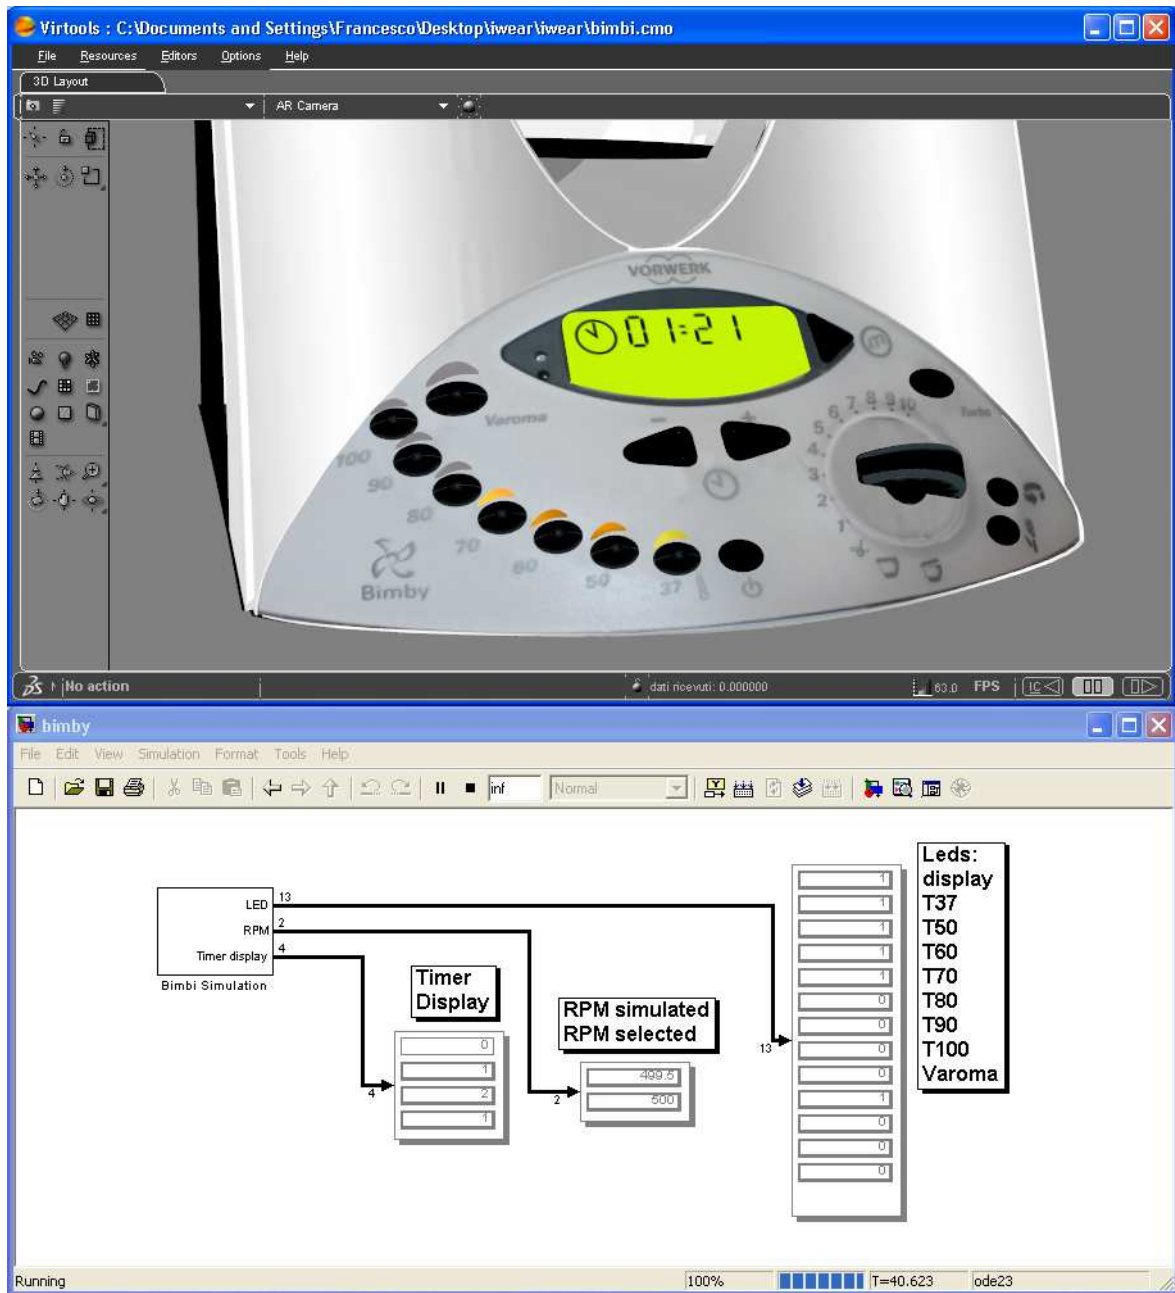 Virtools : C:\Documents and Settings\Francesco\Desktop\iwear\iwear\bimbi.cmo
File Resources Editors Options Help
3D Layout
AR Camera
VORWERK
01:21
m
Varoma
- +
Turbo
100
90
80
70
60
50
37
1
2
3
4
5
6
7
8
9
10
Bimby
No action
dati ricevuti: 0.000000
63.0 FPS
bimby
File Edit View Simulation Format Tools Help
inf Normal
LED
RPM
Timer display
Bimbi Simulation
13
2
4
Timer
Display
0
1
2
1
4
RPM simulated
RPM selected
499.5
500
2
13
1
1
1
1
1
0
0
0
0
1
0
0
0
Leds:
display
T37
T50
T60
T70
T80
T90
T100
Varoma
Running 100% T=40.623 ode23